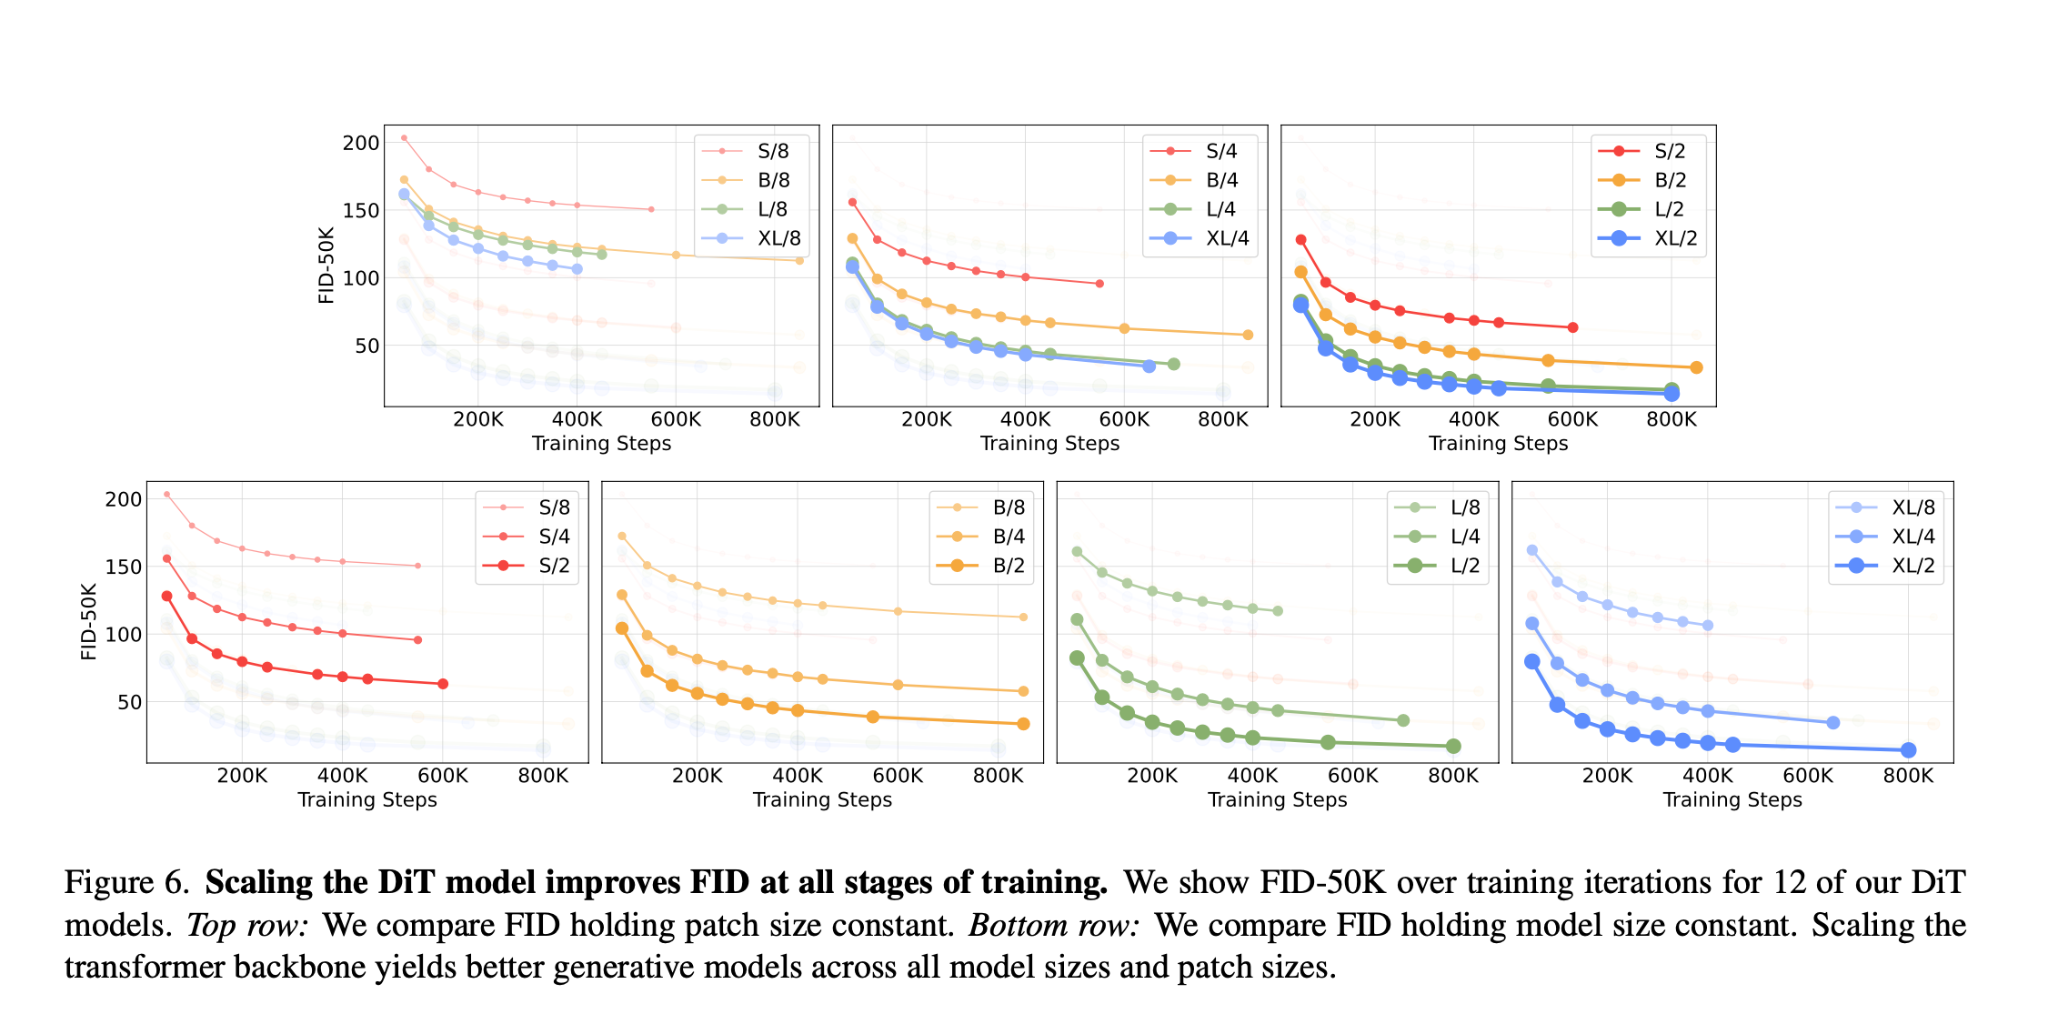 200
150
100
50
FID-50K
S/8
B/8
L/8
XL/8
200K 400K 600K 800K
Training Steps
S/4
B/4
L/4
XL/4
200K 400K 600K 800K
Training Steps
S/2
B/2
L/2
XL/2
200K 400K 600K 800K
Training Steps
200
150
100
50
FID-50K
S/8
S/4
S/2
200K 400K 600K 800K
Training Steps
B/8
B/4
B/2
200K 400K 600K 800K
Training Steps
L/8
L/4
L/2
200K 400K 600K 800K
Training Steps
XL/8
XL/4
XL/2
200K 400K 600K 800K
Training Steps
Figure 6. Scaling the DiT model improves FID at all stages of training. We show FID-50K over training iterations for 12 of our DiT
models. Top row: We compare FID holding patch size constant. Bottom row: We compare FID holding model size constant. Scaling the
transformer backbone yields better generative models across all model sizes and patch sizes.